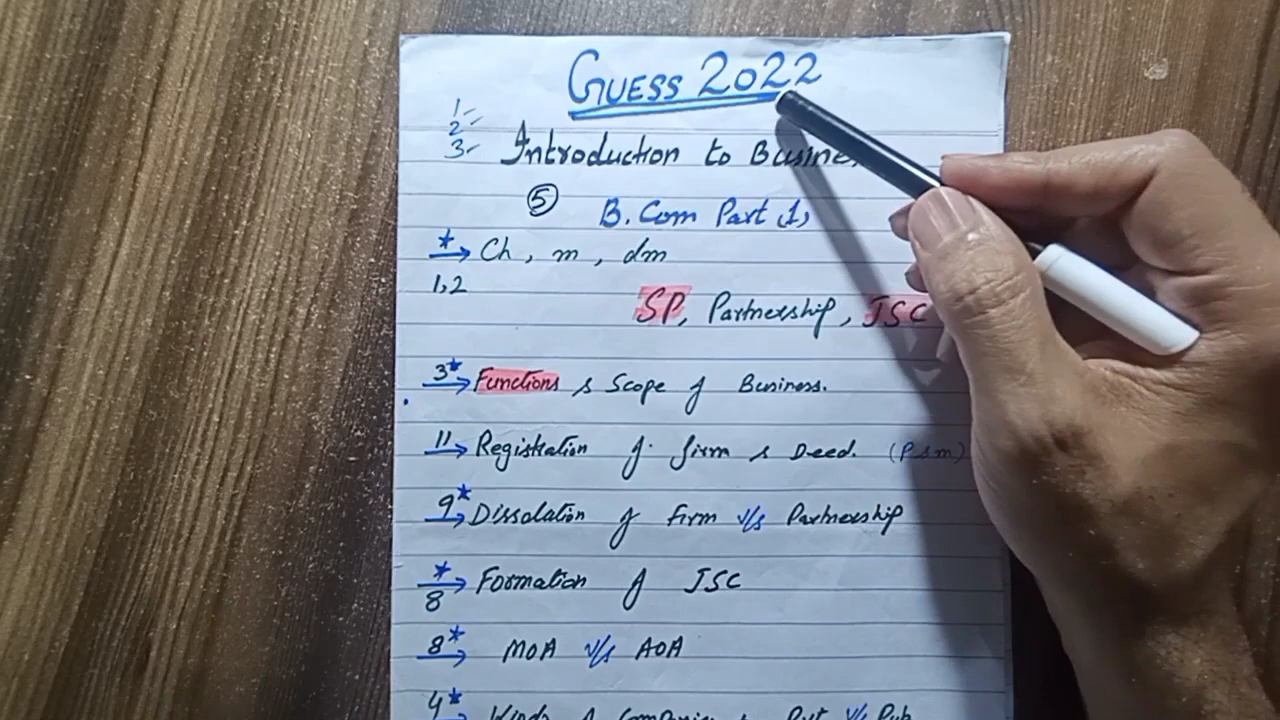 GUESS 2022
1-
2-
3- Introduction to Busine
5 B.Com Part (1)
* → Ch, m, dm
1,2
SP, Partnership, JSC
3* → Functions & Scope of Business.
11 → Registration of firm & Deed. (P & m)
9* → Dissolation of Firm v/s Partnership
* → Formation of JSC
8
8* → MOA v/s AOA
4*